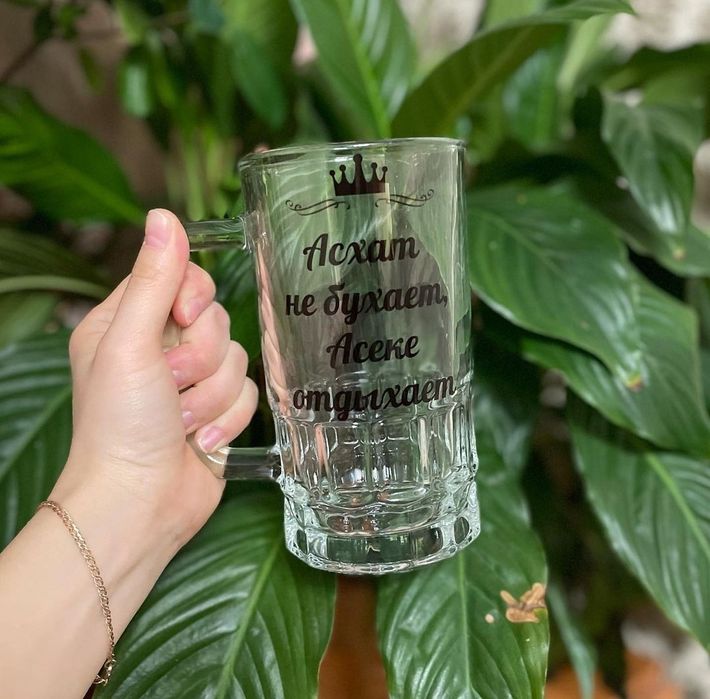 Асхат
не бухает,
Асеке
отдыхает